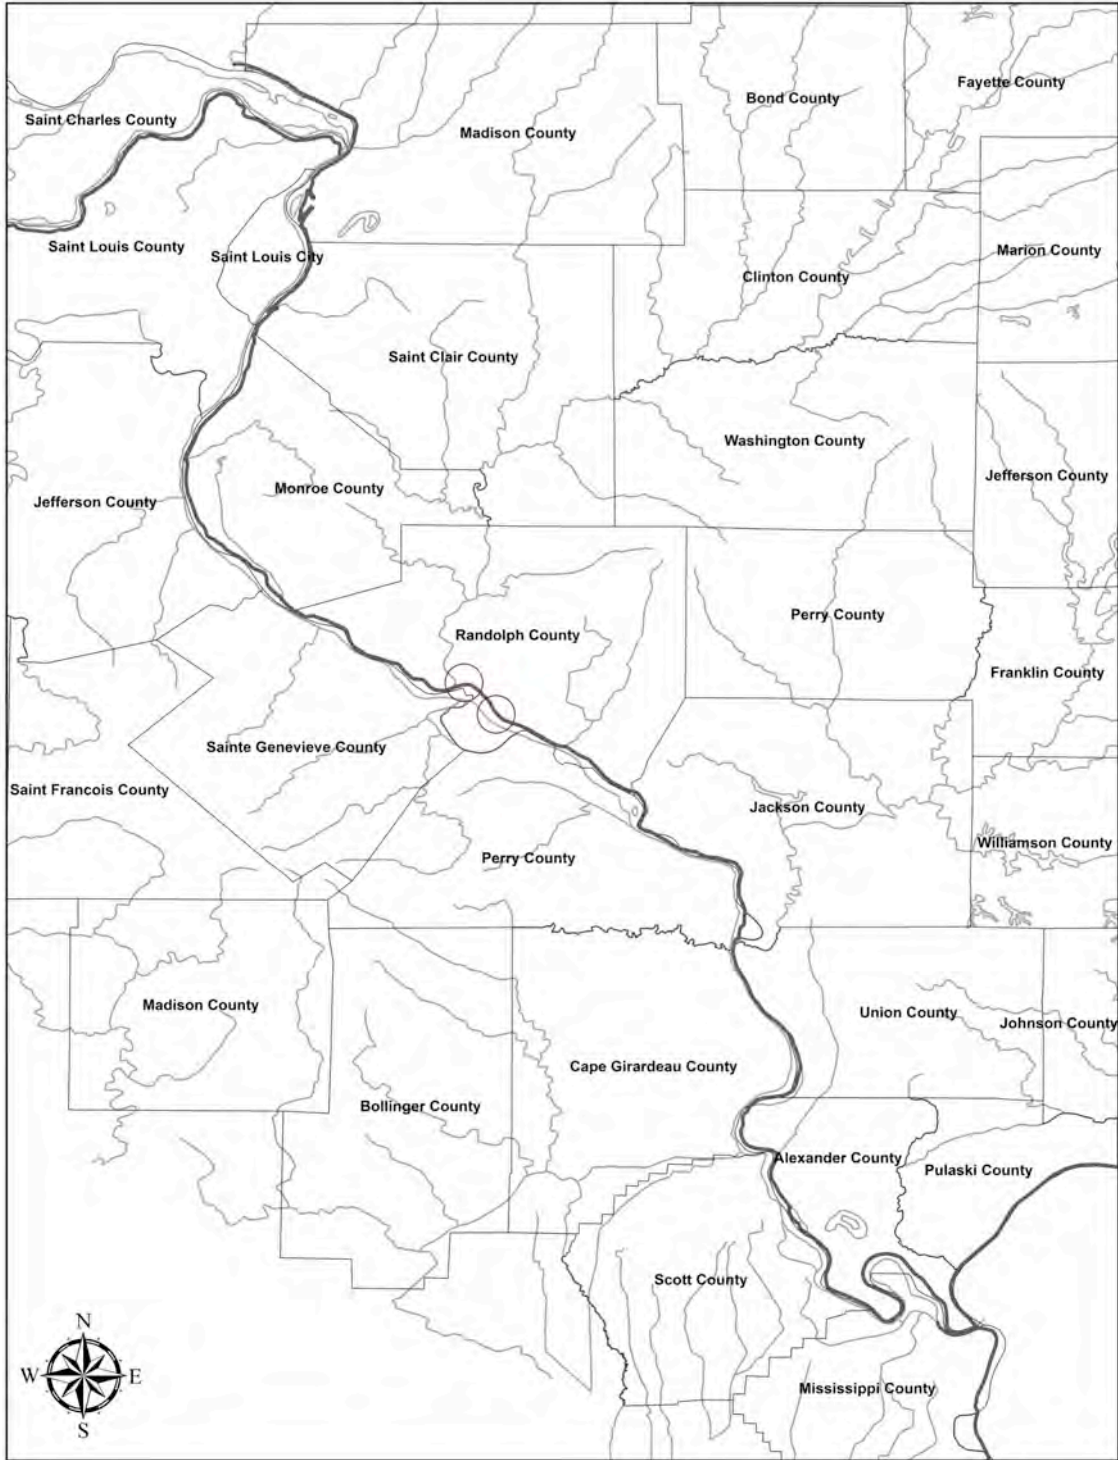 Fayette County
Bond County
Saint Charles County
Madison County
Saint Louis County
Saint Louis City
Marion County
Clinton County
Saint Clair County
Washington County
Jefferson County
Monroe County
Jefferson County
Perry County
Randolph County
Franklin County
Sainte Genevieve County
Saint Francois County
Jackson County
Williamson County
Perry County
Madison County
Union County
Johnson County
Cape Girardeau County
Bollinger County
Alexander County
Pulaski County
Scott County
N
W E
S
Mississippi County